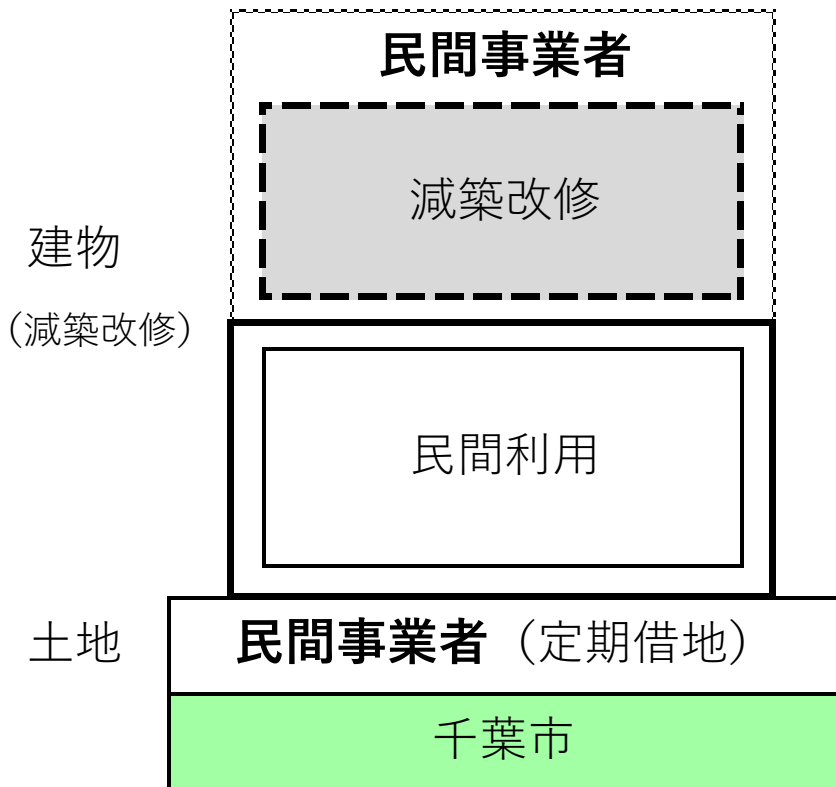 民間事業者
減築改修
建物
（減築改修）
民間利用
土地
民間事業者（定期借地）
千葉市